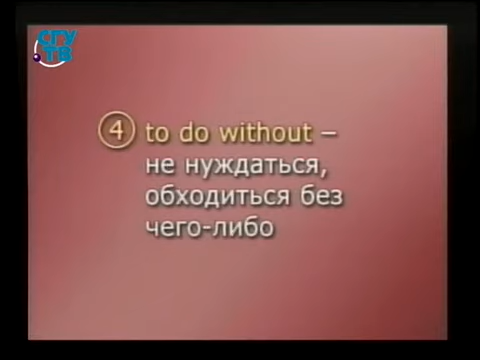 СГУ
ТВ
4 to do without –
не нуждаться,
обходиться без
чего-либо